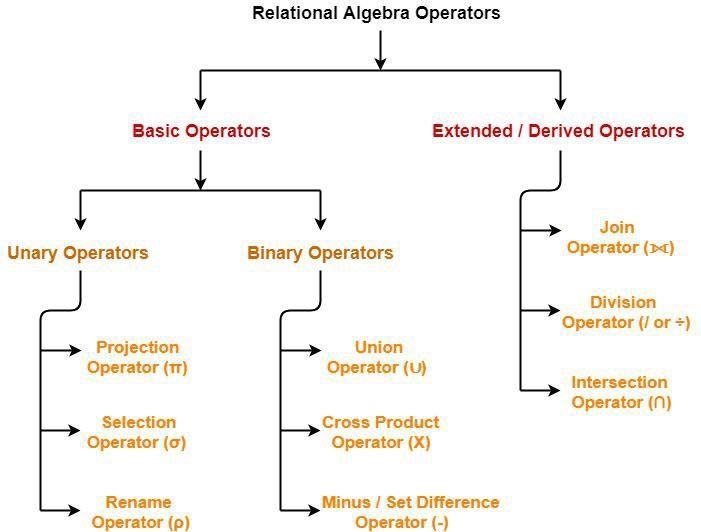 Relational Algebra Operators
Basic Operators
Extended / Derived Operators
Unary Operators
Binary Operators
Projection
Operator (π)
Selection
Operator (σ)
Rename
Operator (ρ)
Union
Operator (∪)
Cross Product
Operator (X)
Minus / Set Difference
Operator (-)
Join
Operator (⋈)
Division
Operator (/ or ÷)
Intersection
Operator (∩)